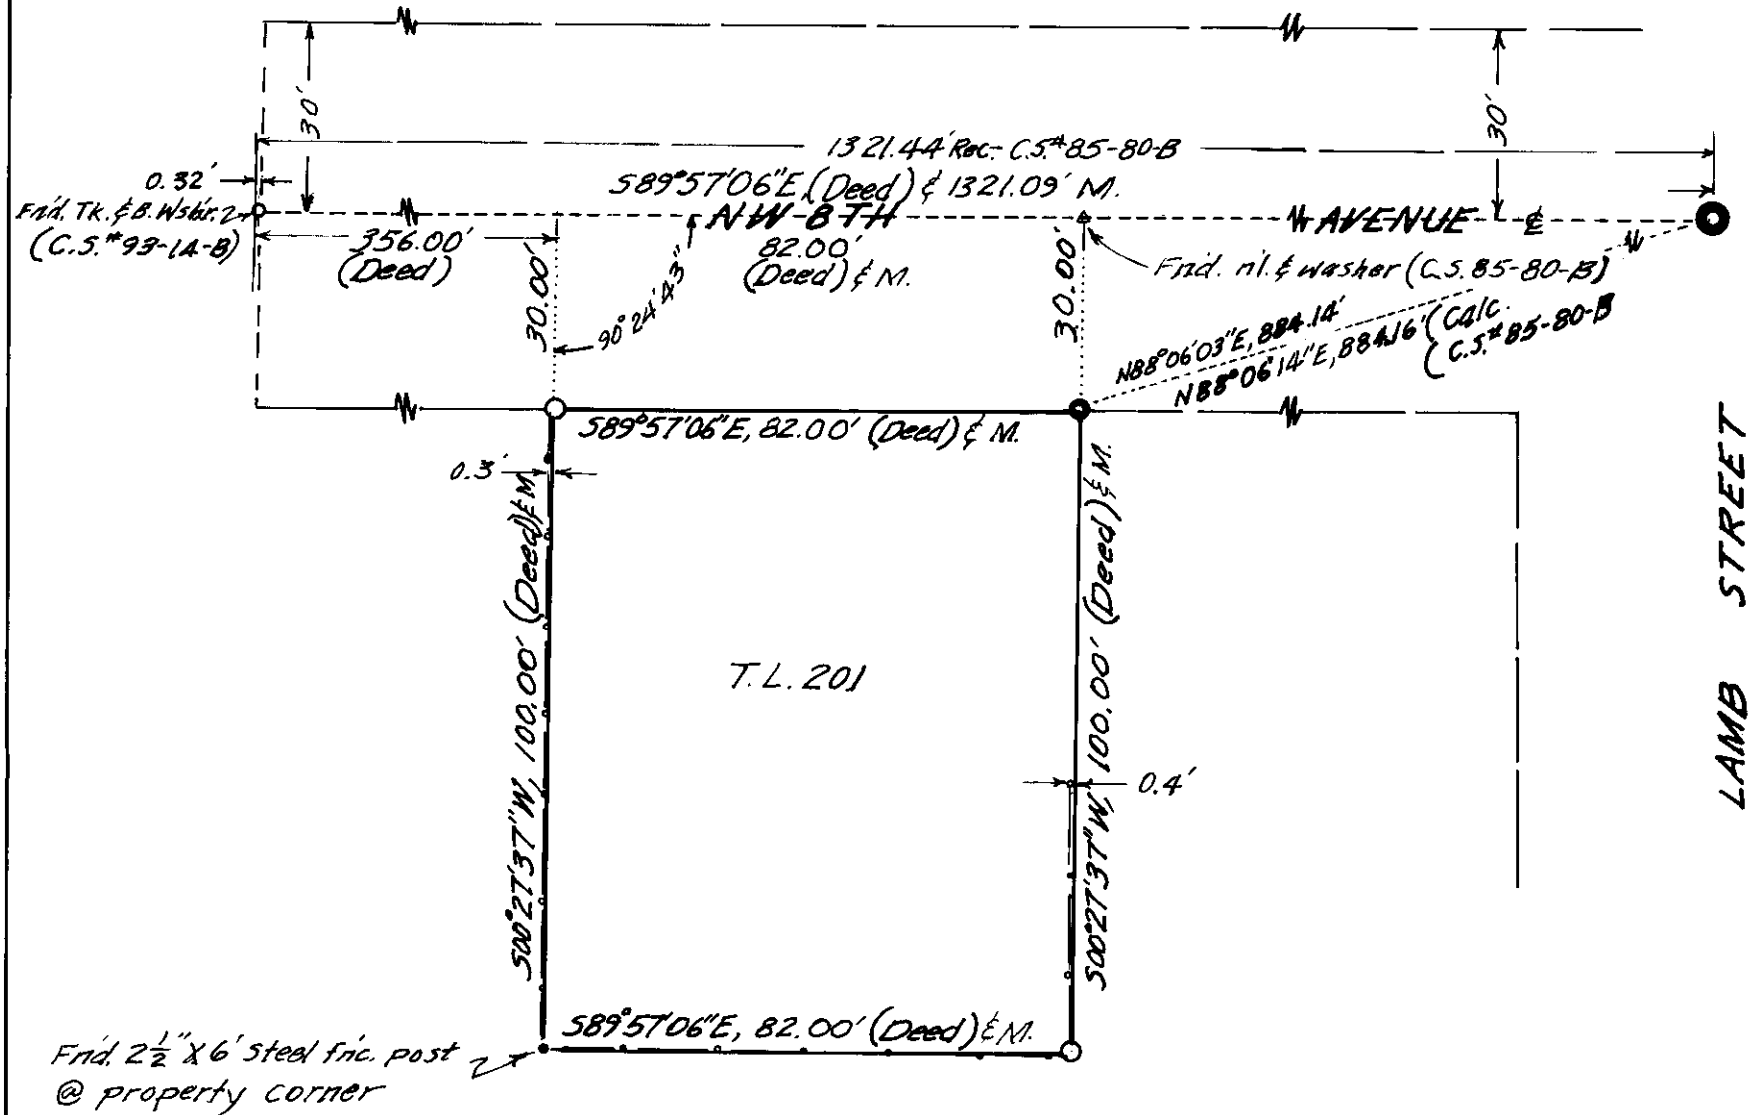 30'
30'
1321.44' Rec. C.S.#85-80-B
S89°57'06"E (Deed) & 1321.09' M.
0.32'
Fnd. Tk. & B. Wshr.
(C.S.#93-14-B)
NW 8TH AVENUE ℄
356.00'
(Deed)
82.00'
(Deed) & M.
30.00'
90°24'43"
30.00'
Fnd. nl. & washer (C.S. 85-80-B)
N88°06'03"E, 884.14'
N88°06'14"E, 884.16' (Calc.
(C.S.#85-80-B
S89°57'06"E, 82.00' (Deed) & M.
0.3'
S00°27'37"W, 100.00' (Deed) & M.
T.L. 201
S00°27'37"W, 100.00' (Deed) & M.
0.4'
LAMB STREET
S89°57'06"E, 82.00' (Deed) & M.
Fnd. 2½" X 6' steel fnc. post
@ property corner